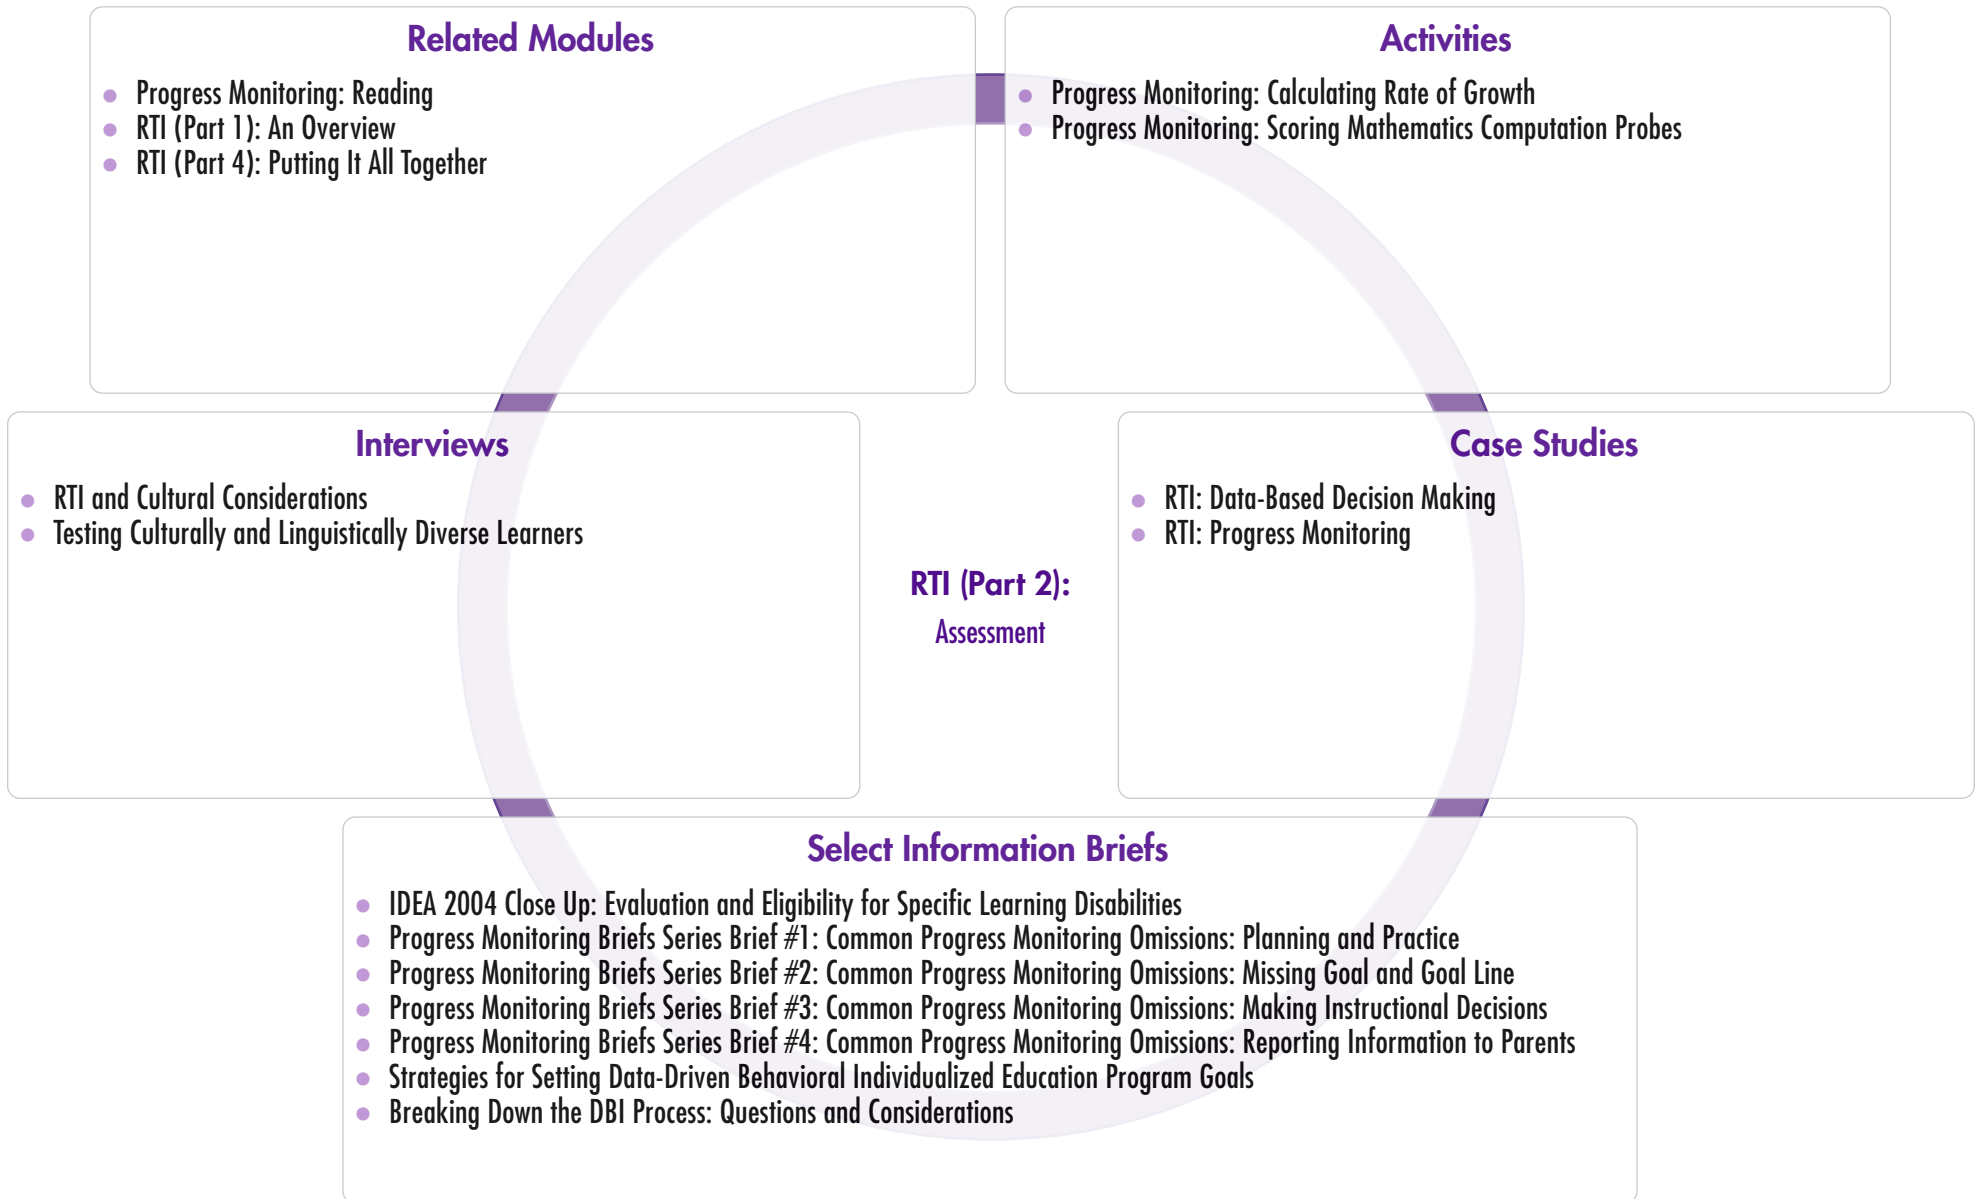 Related Modules
Progress Monitoring: Reading
RTI (Part 1): An Overview
RTI (Part 4): Putting It All Together
Activities
Progress Monitoring: Calculating Rate of Growth
Progress Monitoring: Scoring Mathematics Computation Probes
Interviews
RTI and Cultural Considerations
Testing Culturally and Linguistically Diverse Learners
RTI (Part 2):
Assessment
Case Studies
RTI: Data-Based Decision Making
RTI: Progress Monitoring
Select Information Briefs
IDEA 2004 Close Up: Evaluation and Eligibility for Specific Learning Disabilities
Progress Monitoring Briefs Series Brief #1: Common Progress Monitoring Omissions: Planning and Practice
Progress Monitoring Briefs Series Brief #2: Common Progress Monitoring Omissions: Missing Goal and Goal Line
Progress Monitoring Briefs Series Brief #3: Common Progress Monitoring Omissions: Making Instructional Decisions
Progress Monitoring Briefs Series Brief #4: Common Progress Monitoring Omissions: Reporting Information to Parents
Strategies for Setting Data-Driven Behavioral Individualized Education Program Goals
Breaking Down the DBI Process: Questions and Considerations